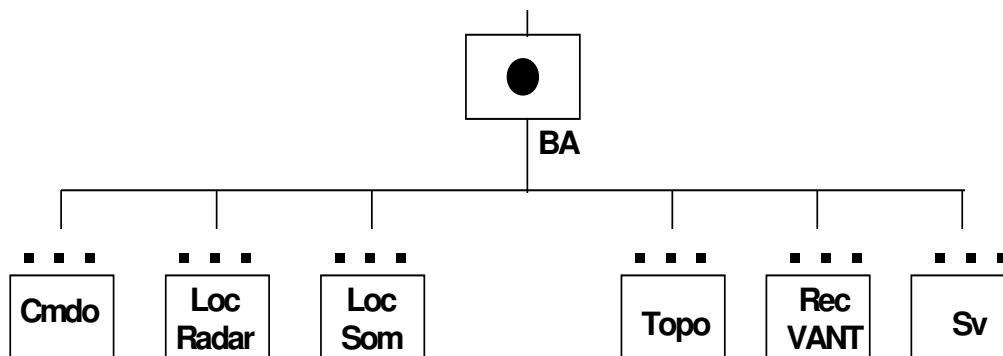 BA
Cmdo
Loc
Radar
Loc
Som
Topo
Rec
VANT
Sv